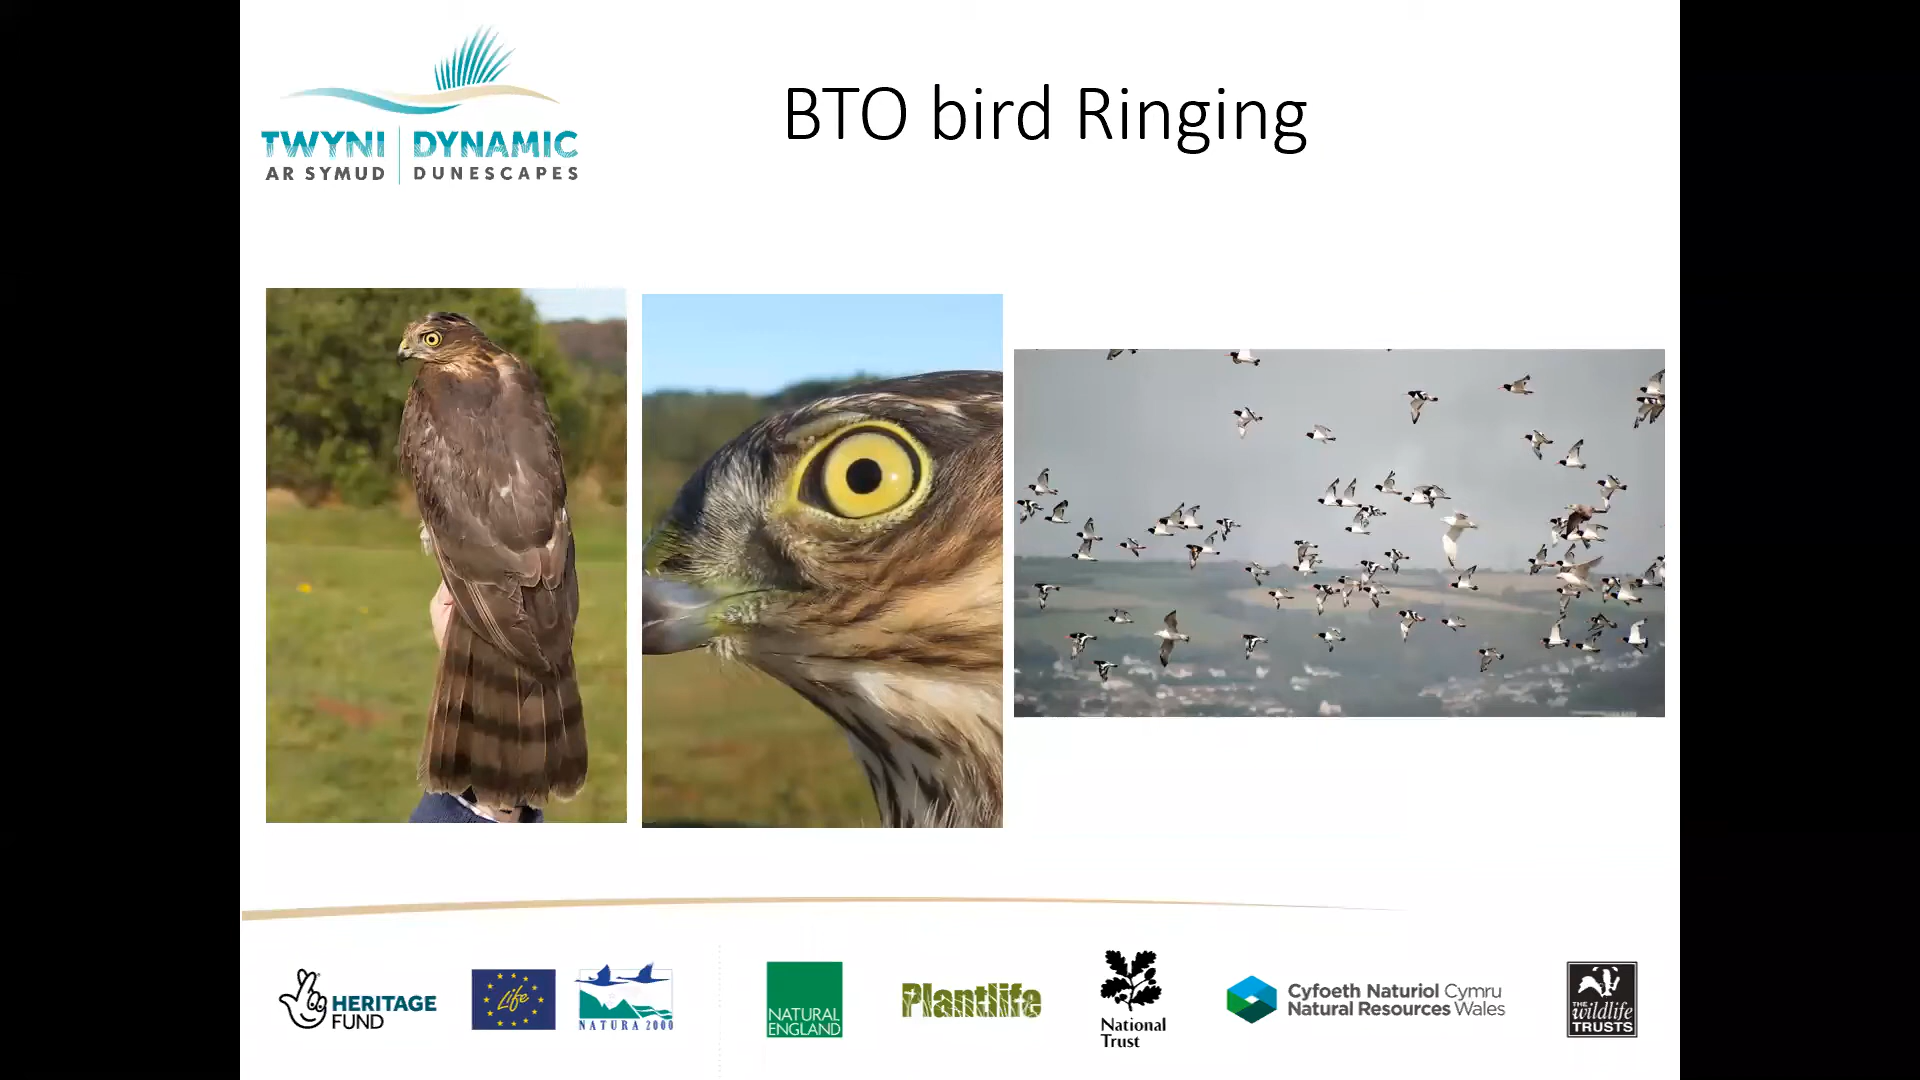 BTO bird Ringing
TWYNI
AR SYMUD
DYNAMIC
DUNESCAPES
HERITAGE
FUND
Life
NATURA 2000
NATURAL
ENGLAND
Plantlife
National
Trust
Cyfoeth Naturiol Cymru
Natural Resources Wales
THE
wildlife
TRUSTS